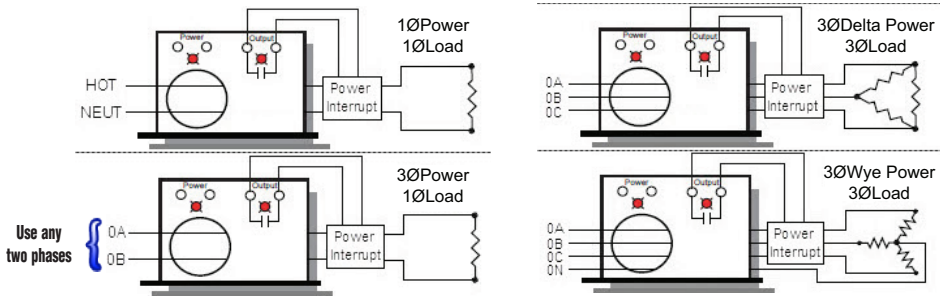 Power
Output
1ØPower
1ØLoad
HOT
NEUT
Power
Interrupt
Power
Output
3ØDelta Power
3ØLoad
0A
0B
0C
Power
Interrupt
Power
Output
3ØPower
1ØLoad
Use any
two phases
0A
0B
Power
Interrupt
Power
Output
3ØWye Power
3ØLoad
0A
0B
0C
0N
Power
Interrupt